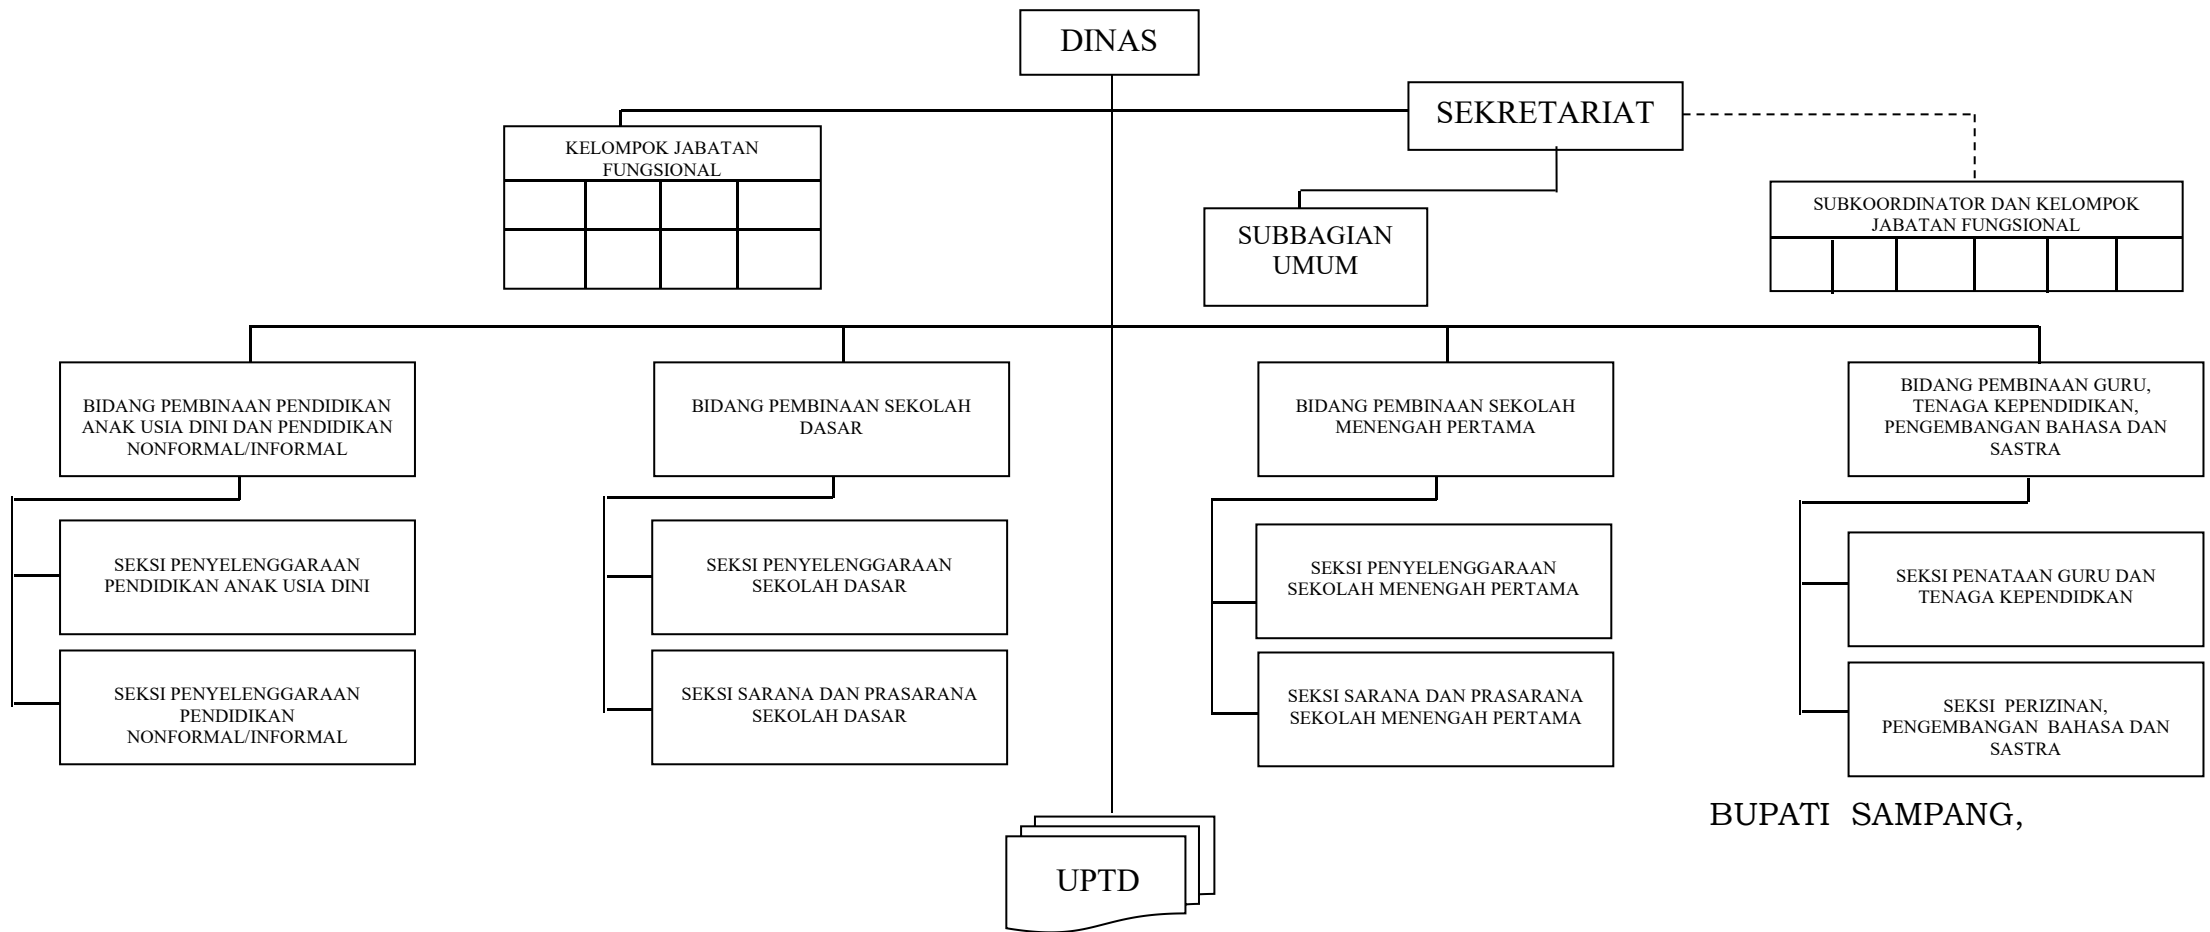 DINAS
SEKRETARIAT
KELOMPOK JABATAN
FUNGSIONAL
SUBBAGIAN
UMUM
SUBKOORDINATOR DAN KELOMPOK
JABATAN FUNGSIONAL
BIDANG PEMBINAAN PENDIDIKAN
ANAK USIA DINI DAN PENDIDIKAN
NONFORMAL/INFORMAL
BIDANG PEMBINAAN SEKOLAH
DASAR
BIDANG PEMBINAAN SEKOLAH
MENENGAH PERTAMA
BIDANG PEMBINAAN GURU,
TENAGA KEPENDIDIKAN,
PENGEMBANGAN BAHASA DAN
SASTRA
SEKSI PENYELENGGARAAN
PENDIDIKAN ANAK USIA DINI
SEKSI PENYELENGGARAAN
SEKOLAH DASAR
SEKSI PENYELENGGARAAN
SEKOLAH MENENGAH PERTAMA
SEKSI PENATAAN GURU DAN
TENAGA KEPENDIDKAN
SEKSI PENYELENGGARAAN
PENDIDIKAN
NONFORMAL/INFORMAL
SEKSI SARANA DAN PRASARANA
SEKOLAH DASAR
SEKSI SARANA DAN PRASARANA
SEKOLAH MENENGAH PERTAMA
SEKSI  PERIZINAN,
PENGEMBANGAN  BAHASA DAN
SASTRA
BUPATI  SAMPANG,
UPTD